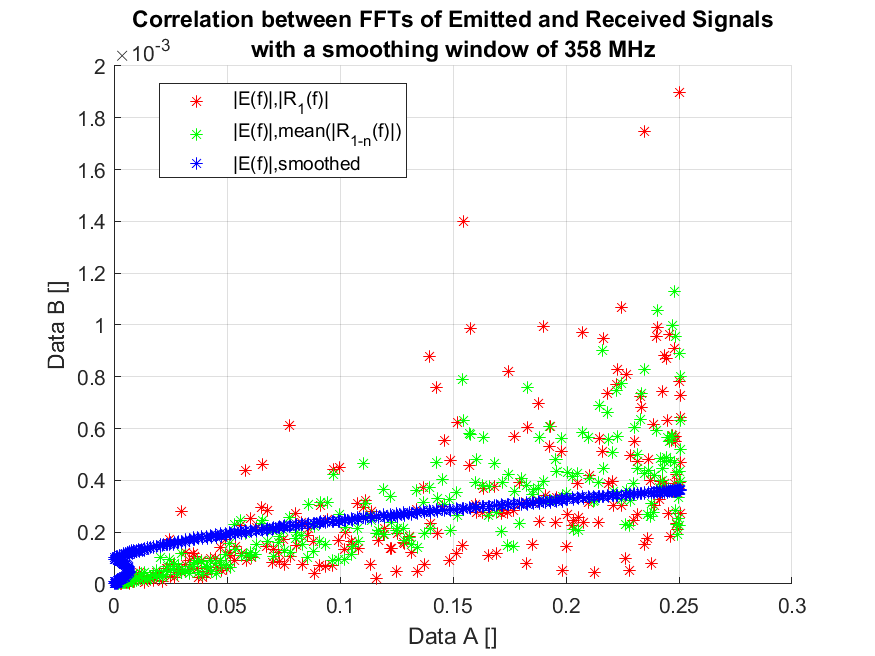 Correlation between FFTs of Emitted and Received Signals
with a smoothing window of 358 MHz
×10-3
2
1.8
1.6
1.4
1.2
1
0.8
0.6
0.4
0.2
0
|E(f)|,|R1(f)|
|E(f)|,mean(|R1-n(f)|)
|E(f)|,smoothed
Data B []
0
0.05
0.1
0.15
0.2
0.25
0.3
Data A []